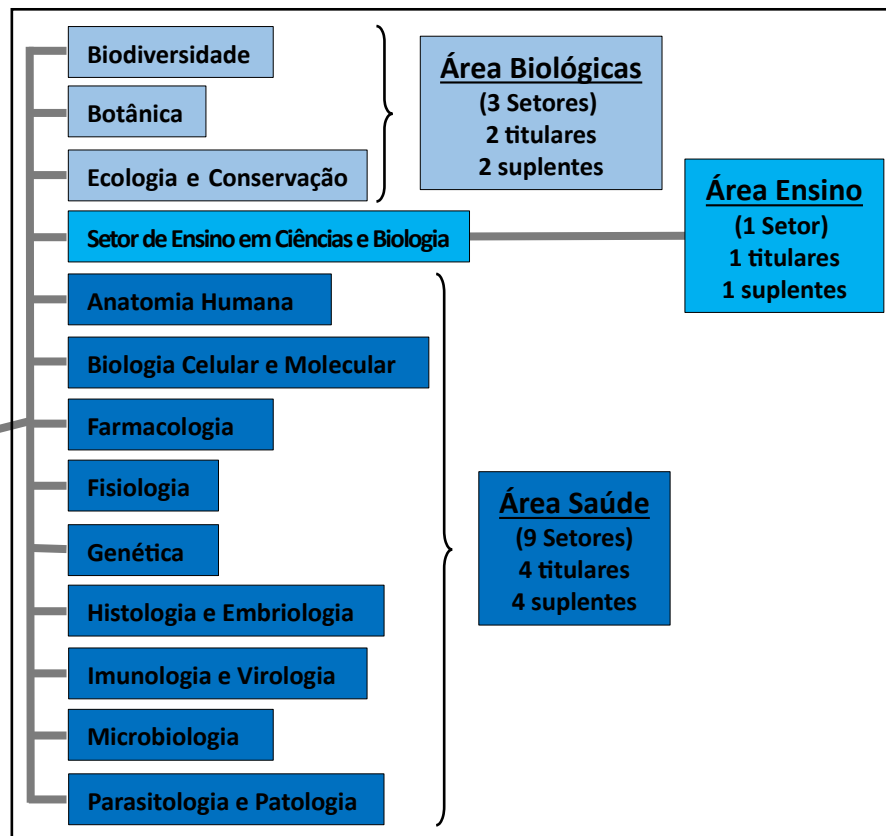 Biodiversidade
Botânica
Ecologia e Conservação
Área Biológicas
(3 Setores)
2 titulares
2 suplentes
Setor de Ensino em Ciências e Biologia
Área Ensino
(1 Setor)
1 titulares
1 suplentes
Anatomia Humana
Biologia Celular e Molecular
Farmacologia
Fisiologia
Genética
Histologia e Embriologia
Imunologia e Virologia
Microbiologia
Parasitologia e Patologia
Área Saúde
(9 Setores)
4 titulares
4 suplentes